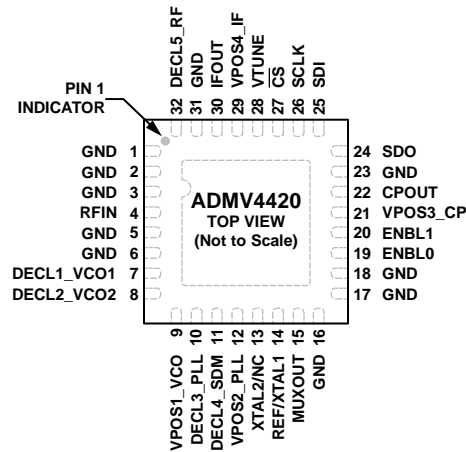 32 DECL5_RF
31 GND
30 IFOUT
29 VPOS4_IF
28 VTUNE
27 CS
26 SCLK
25 SDI
PIN 1
INDICATOR
GND 1
GND 2
GND 3
RFIN 4
GND 5
GND 6
DECL1_VCO1 7
DECL2_VCO2 8
ADMV4420
TOP VIEW
(Not to Scale)
24 SDO
23 GND
22 CPOUT
21 VPOS3_CP
20 ENBL1
19 ENBL0
18 GND
17 GND
VPOS1_VCO 9
DECL3_PLL 10
DECL4_SDM 11
VPOS2_PLL 12
XTAL2/NC 13
REF/XTAL1 14
MUXOUT 15
GND 16